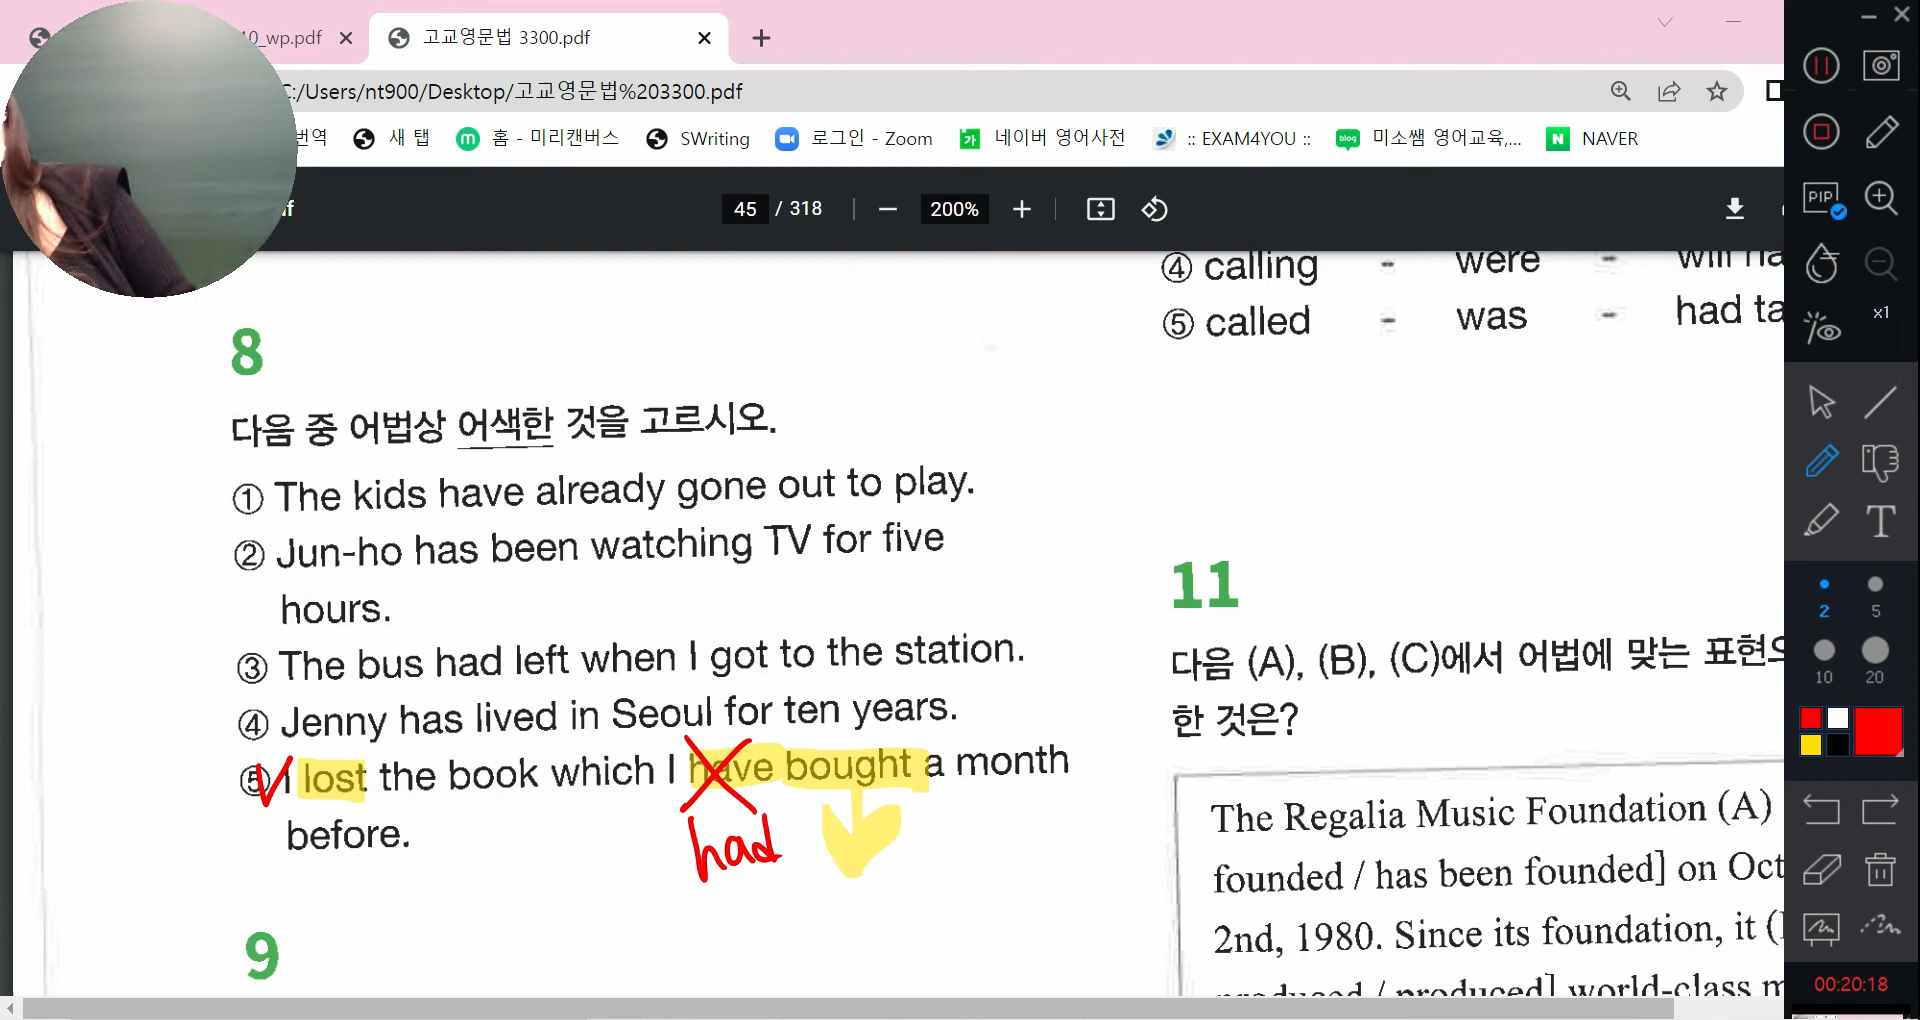 10_wp.pdf
고교영문법 3300.pdf
C:/Users/nt900/Desktop/고교영문법%203300.pdf
번역
새 탭
홈 - 미리캔버스
SWriting
로그인 - Zoom
네이버 영어사전
:: EXAM4YOU ::
미소쌤 영어교육,...
NAVER
45 / 318
200%
PIP
x1
④ calling - were -
⑤ called - was - had ta
8
다음 중 어법상 어색한 것을 고르시오.
① The kids have already gone out to play.
② Jun-ho has been watching TV for five
hours.
③ The bus had left when I got to the station.
④ Jenny has lived in Seoul for ten years.
⑤ I lost the book which I have bought a month
before.
had
9
11
다음 (A), (B), (C)에서 어법에 맞는 표현으
한 것은?
The Regalia Music Foundation (A)
founded / has been founded] on Oct
2nd, 1980. Since its foundation, it
produced / produced] world-class m
T
2
5
10
20
00:20:18